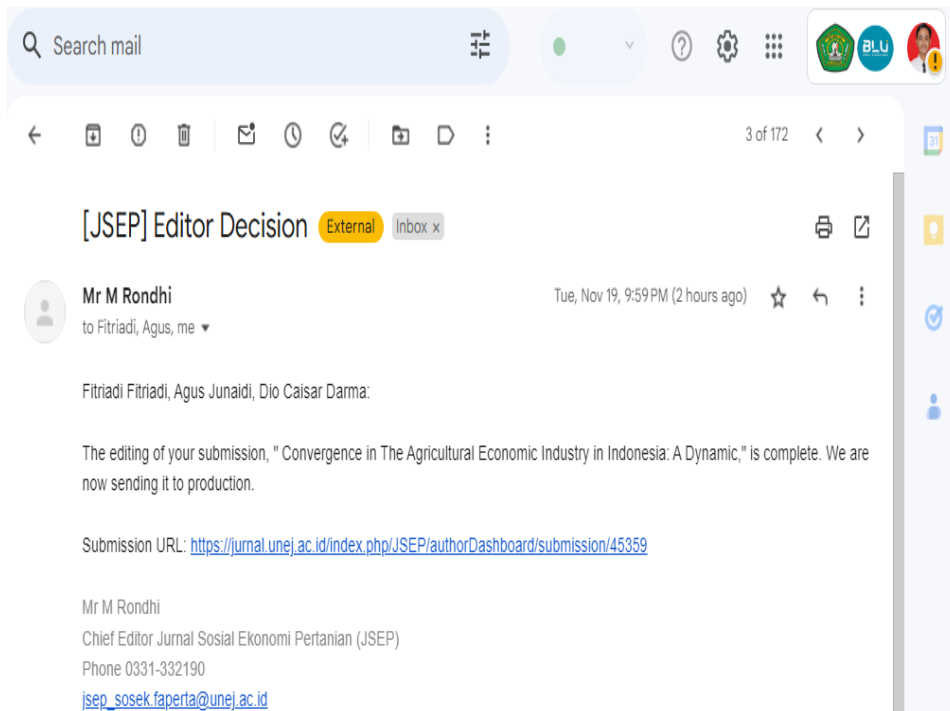 Search mail
BLU
3 of 172
31
[JSEP] Editor Decision External Inbox x
Mr M Rondhi Tue, Nov 19, 9:59 PM (2 hours ago)
to Fitriadi, Agus, me
Fitriadi Fitriadi, Agus Junaidi, Dio Caisar Darma:
The editing of your submission, " Convergence in The Agricultural Economic Industry in Indonesia: A Dynamic," is complete. We are
now sending it to production.
Submission URL: https://jurnal.unej.ac.id/index.php/JSEP/authorDashboard/submission/45359
Mr M Rondhi
Chief Editor Jurnal Sosial Ekonomi Pertanian (JSEP)
Phone 0331-332190
jsep_sosek.faperta@unej.ac.id